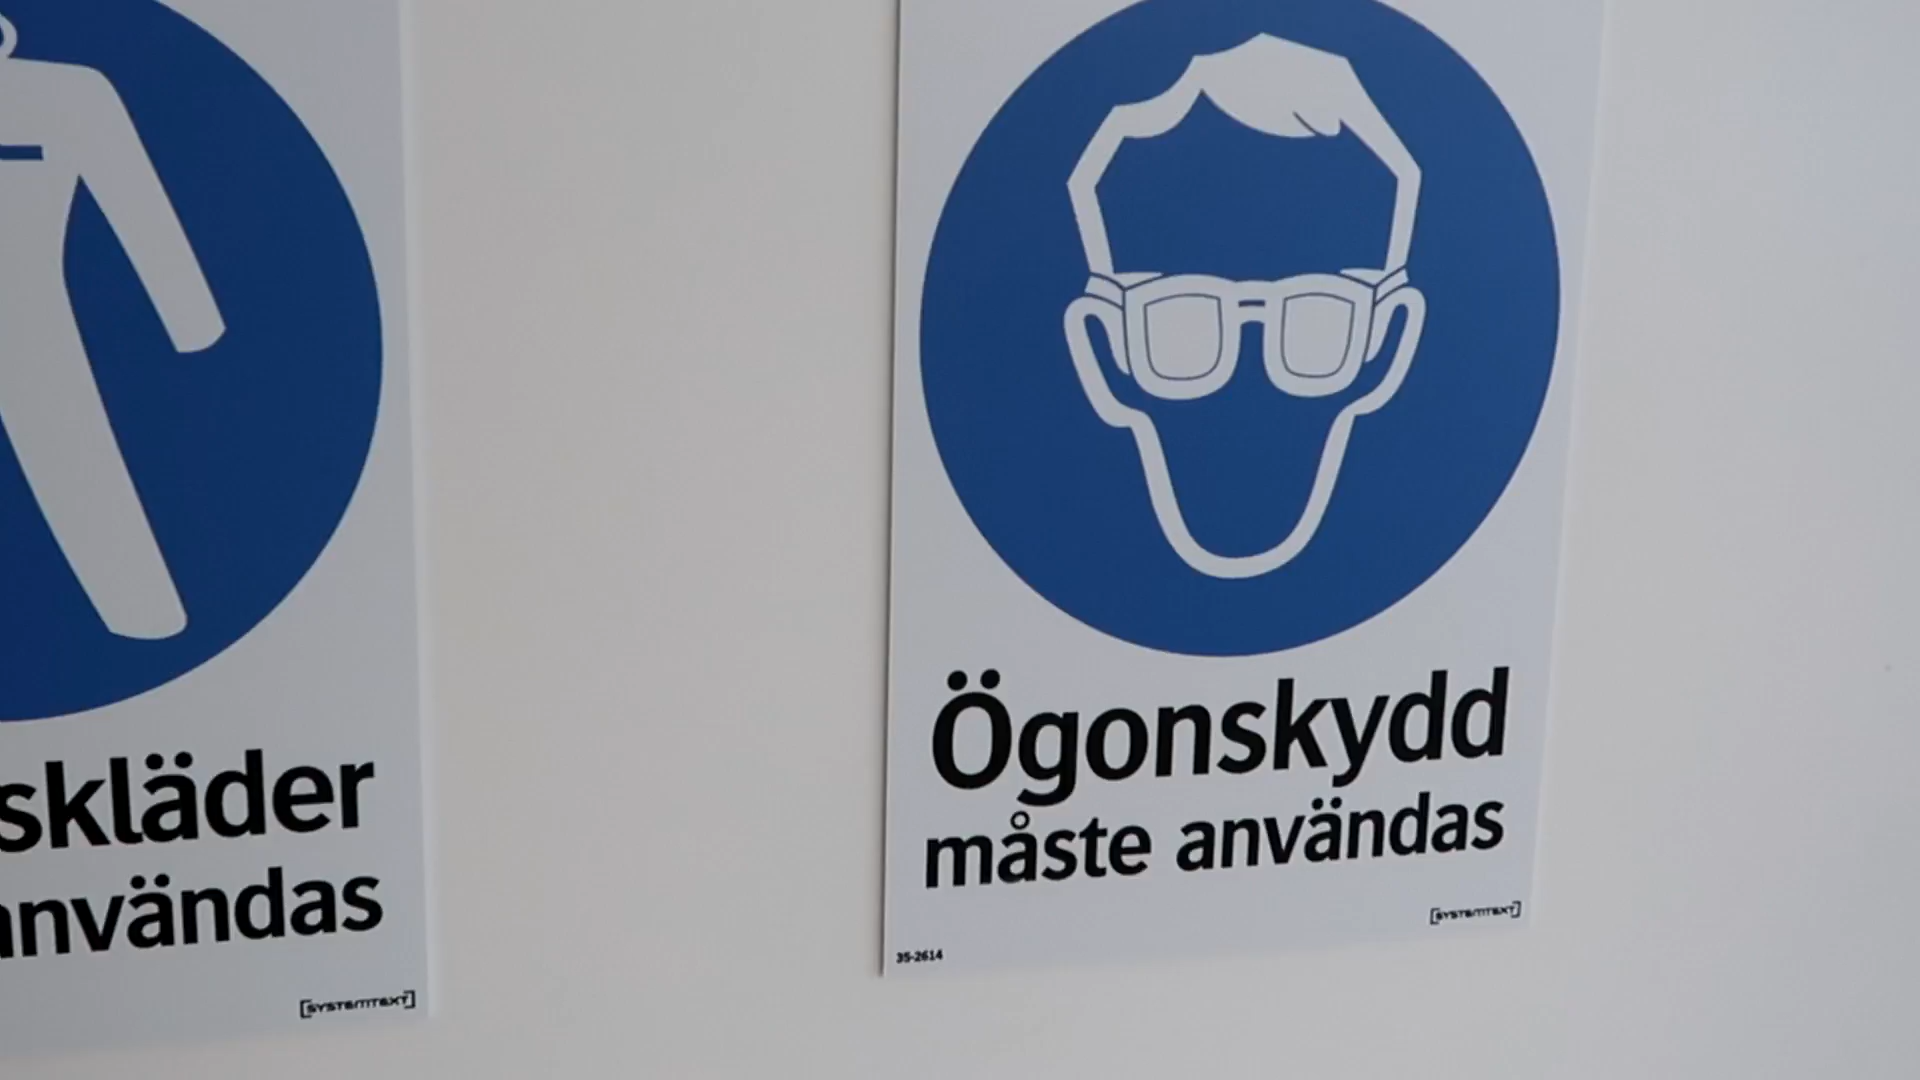 skläder
användas
[SYSTEMTEXT]
Ögonskydd
måste användas
[SYSTEMTEXT]
35-2614